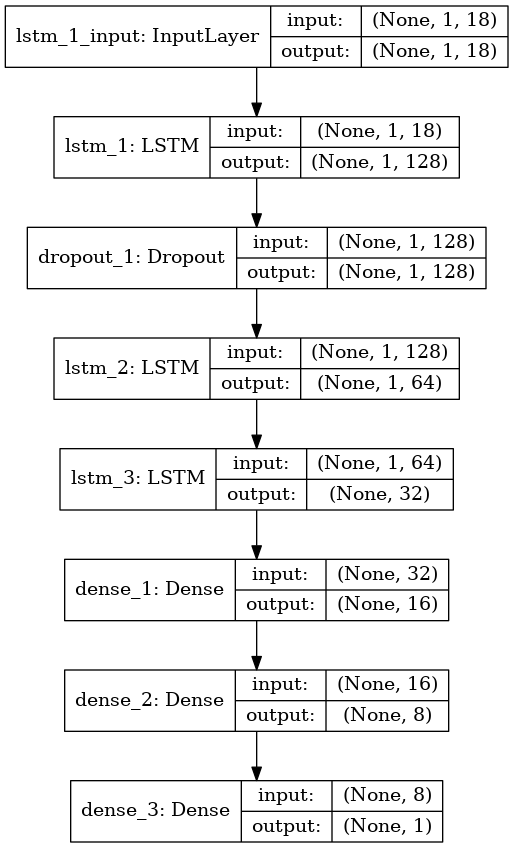 lstm_1_input: InputLayer
input: (None, 1, 18)
output: (None, 1, 18)
lstm_1: LSTM
input: (None, 1, 18)
output: (None, 1, 128)
dropout_1: Dropout
input: (None, 1, 128)
output: (None, 1, 128)
lstm_2: LSTM
input: (None, 1, 128)
output: (None, 1, 64)
lstm_3: LSTM
input: (None, 1, 64)
output: (None, 32)
dense_1: Dense
input: (None, 32)
output: (None, 16)
dense_2: Dense
input: (None, 16)
output: (None, 8)
dense_3: Dense
input: (None, 8)
output: (None, 1)